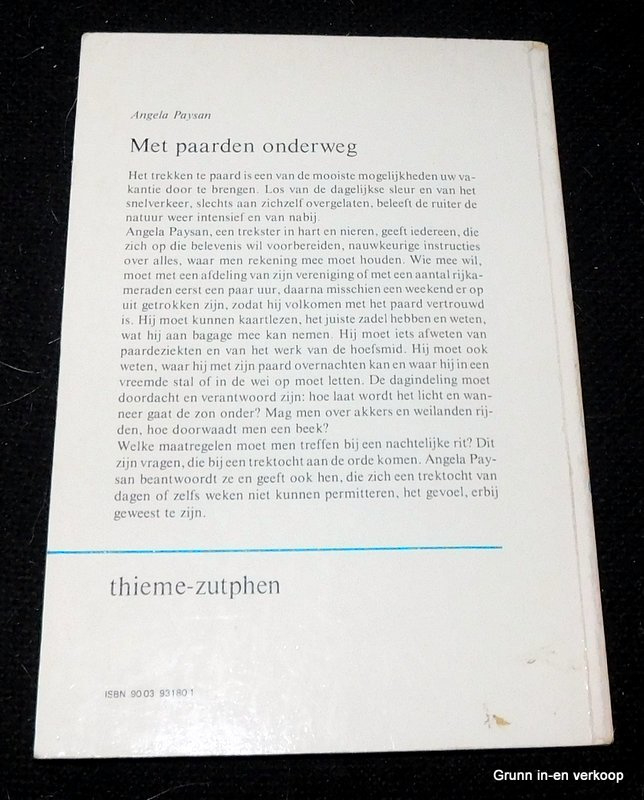 Angela Paysan
Met paarden onderweg
Het trekken te paard is een van de mooiste mogelijkheden uw va-
kantie door te brengen. Los van de dagelijkse sleur en van het
snelverkeer, slechts aan zichzelf overgelaten, beleeft de ruiter de
natuur weer intensief en van nabij.
Angela Paysan, een trekster in hart en nieren, geeft iedereen, die
zich op die belevenis wil voorbereiden, nauwkeurige instructies
over alles, waar men rekening mee moet houden. Wie mee wil,
moet met een afdeling van zijn vereniging of met een aantal rijka-
meraden eerst een paar uur, daarna misschien een weekend er op
uit getrokken zijn, zodat hij volkomen met het paard vertrouwd
is. Hij moet kunnen kaartlezen, het juiste zadel hebben en weten,
wat hij aan bagage mee kan nemen. Hij moet iets afweten van
paardeziekten en van het werk van de hoefsmid. Hij moet ook
weten, waar hij met zijn paard overnachten kan en waar hij in een
vreemde stal of in de wei op moet letten. De dagindeling moet
doordacht en verantwoord zijn: hoe laat wordt het licht en wan-
neer gaat de zon onder? Mag men over akkers en weilanden rij-
den, hoe doorwaadt men een beek?
Welke maatregelen moet men treffen bij een nachtelijke rit? Dit
zijn vragen, die bij een trektocht aan de orde komen. Angela Pay-
san beantwoordt ze en geeft ook hen, die zich een trektocht van
dagen of zelfs weken niet kunnen permitteren, het gevoel, erbij
geweest te zijn.
thieme-zutphen
ISBN 90 03 93180 1
Grunn in-en verkoop